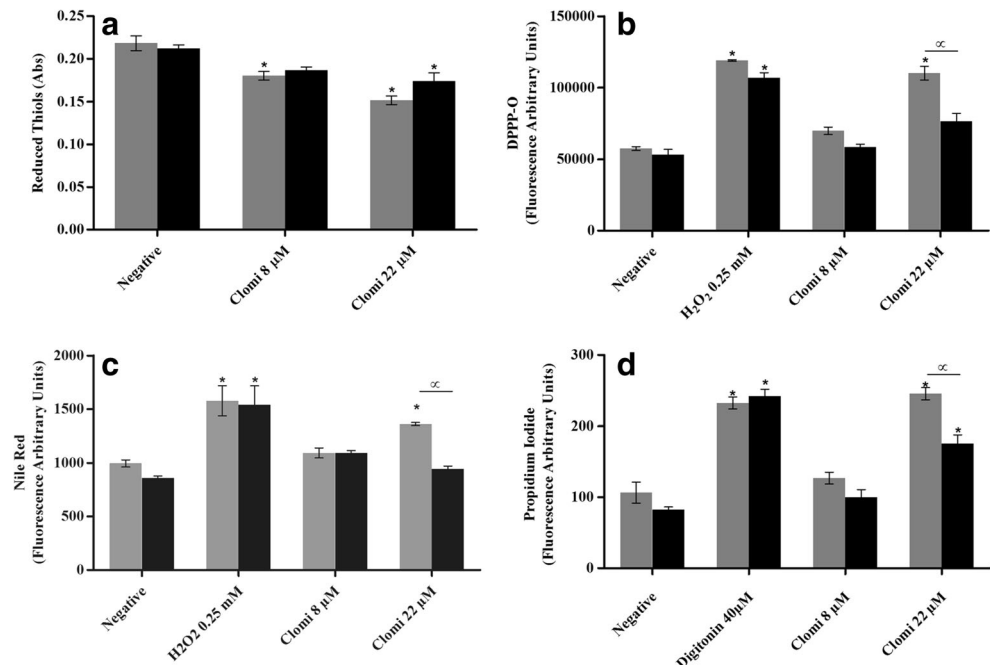 a
Reduced Thiols (Abs)
0.25
0.20
0.15
0.10
0.05
0.00
*
*
*
Negative
Clomi 8 µM
Clomi 22 µM
b
DPPP-O
(Fluorescence Arbitrary Units)
150000
100000
50000
0
*
*
*
∝
Negative
H₂O₂ 0.25 mM
Clomi 8 µM
Clomi 22 µM
c
Nile Red
(Fluorescence Arbitrary Units)
2000
1500
1000
500
0
*
*
*
∝
Negative
H2O2 0.25 mM
Clomi 8 µM
Clomi 22 µM
d
Propidium Iodide
(Fluorescence Arbitrary Units)
300
200
100
0
*
*
*
∝
*
Negative
Digitonin 40µM
Clomi 8 µM
Clomi 22 µM